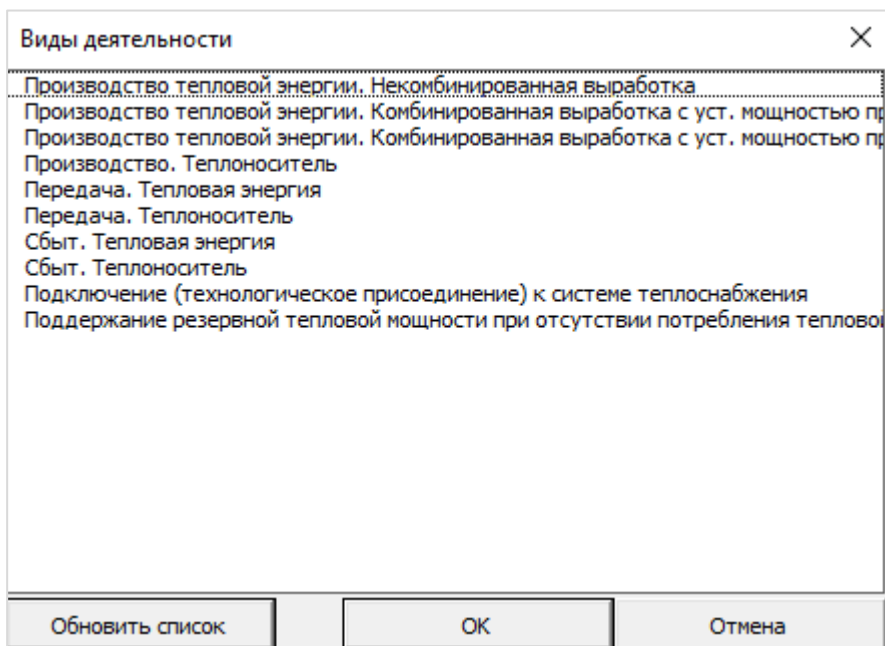 Виды деятельности
Производство тепловой энергии. Некомбинированная выработка
Производство тепловой энергии. Комбинированная выработка с уст. мощностью
Производство тепловой энергии. Комбинированная выработка с уст. мощностью
Производство. Теплоноситель
Передача. Тепловая энергия
Передача. Теплоноситель
Сбыт. Тепловая энергия
Сбыт. Теплоноситель
Подключение (технологическое присоединение) к системе теплоснабжения
Поддержание резервной тепловой мощности при отсутствии потребления
Обновить список ОК Отмена